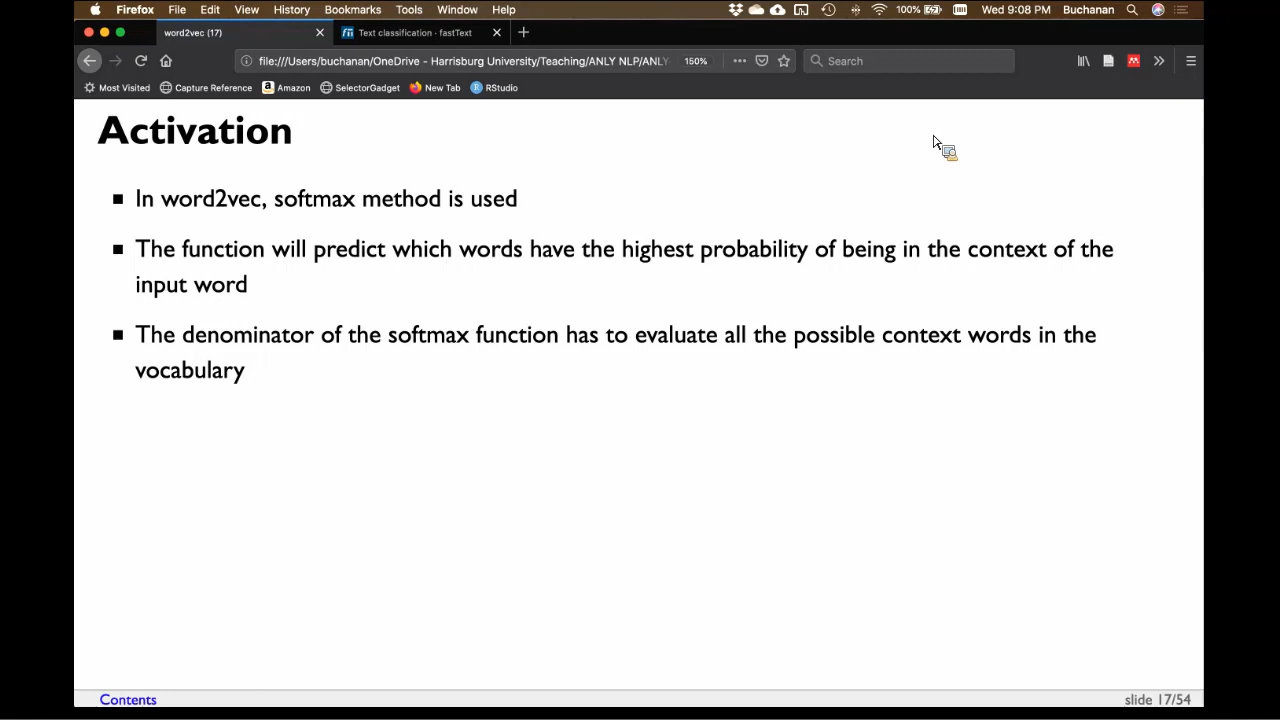 Firefox File Edit View History Bookmarks Tools Window Help 100% Wed 9:08 PM Buchanan
word2vec (17) Text classification · fastText
file:///Users/buchanan/OneDrive - Harrisburg University/Teaching/ANLY NLP/ANLY 150% Search
Most Visited Capture Reference Amazon SelectorGadget New Tab RStudio
Activation
In word2vec, softmax method is used
The function will predict which words have the highest probability of being in the context of the
input word
The denominator of the softmax function has to evaluate all the possible context words in the
vocabulary
Contents slide 17/54